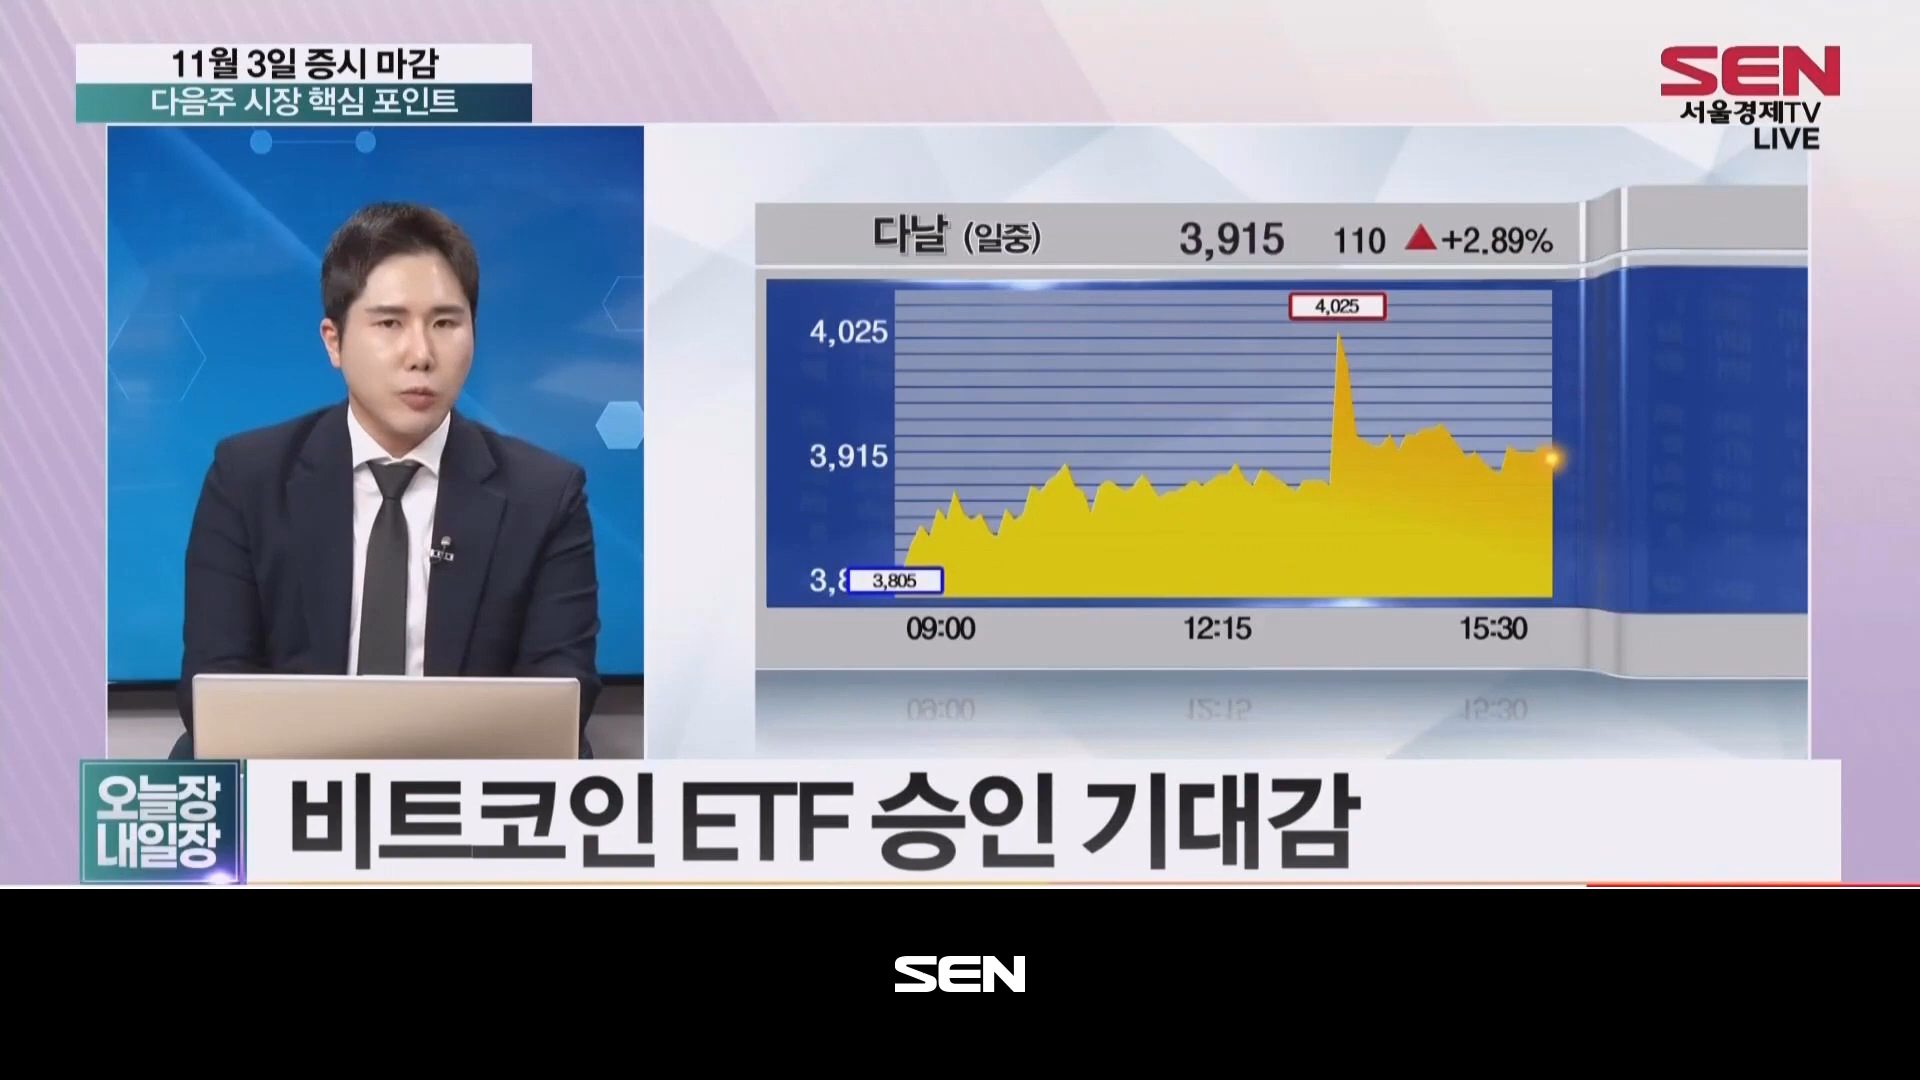 11월 3일 증시 마감
다음주 시장 핵심 포인트
SEN
서울경제TV
LIVE
다날 (일중) 3,915 110 ▲+2.89%
4,025
4,025
3,915
3,805
09:00 12:15 15:30
오늘장
내일장
비트코인 ETF 승인 기대감
SEN